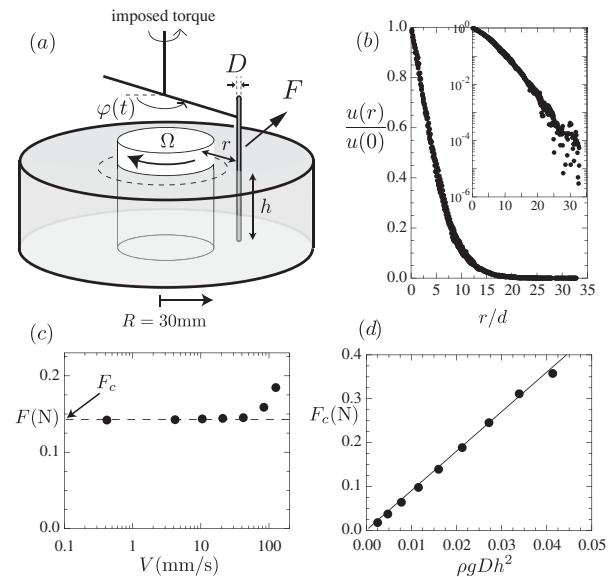 imposed torque
(a)
D
F
φ(t)
Ω
r
h
R = 30mm
(b)
u(r)
u(0)
1.0
0.8
0.6
0.4
0.2
0.0
0 5 10 15 20 25 30 35
r/d
10^0
10^-2
10^-4
10^-6
0 10 20 30
(c)
F_c
F(N)
0.2
0.1
0.0
0.1 1 10 100
V(mm/s)
(d)
F_c(N)
0.4
0.3
0.2
0.1
0.0
0.00 0.01 0.02 0.03 0.04 0.05
ρgDh²